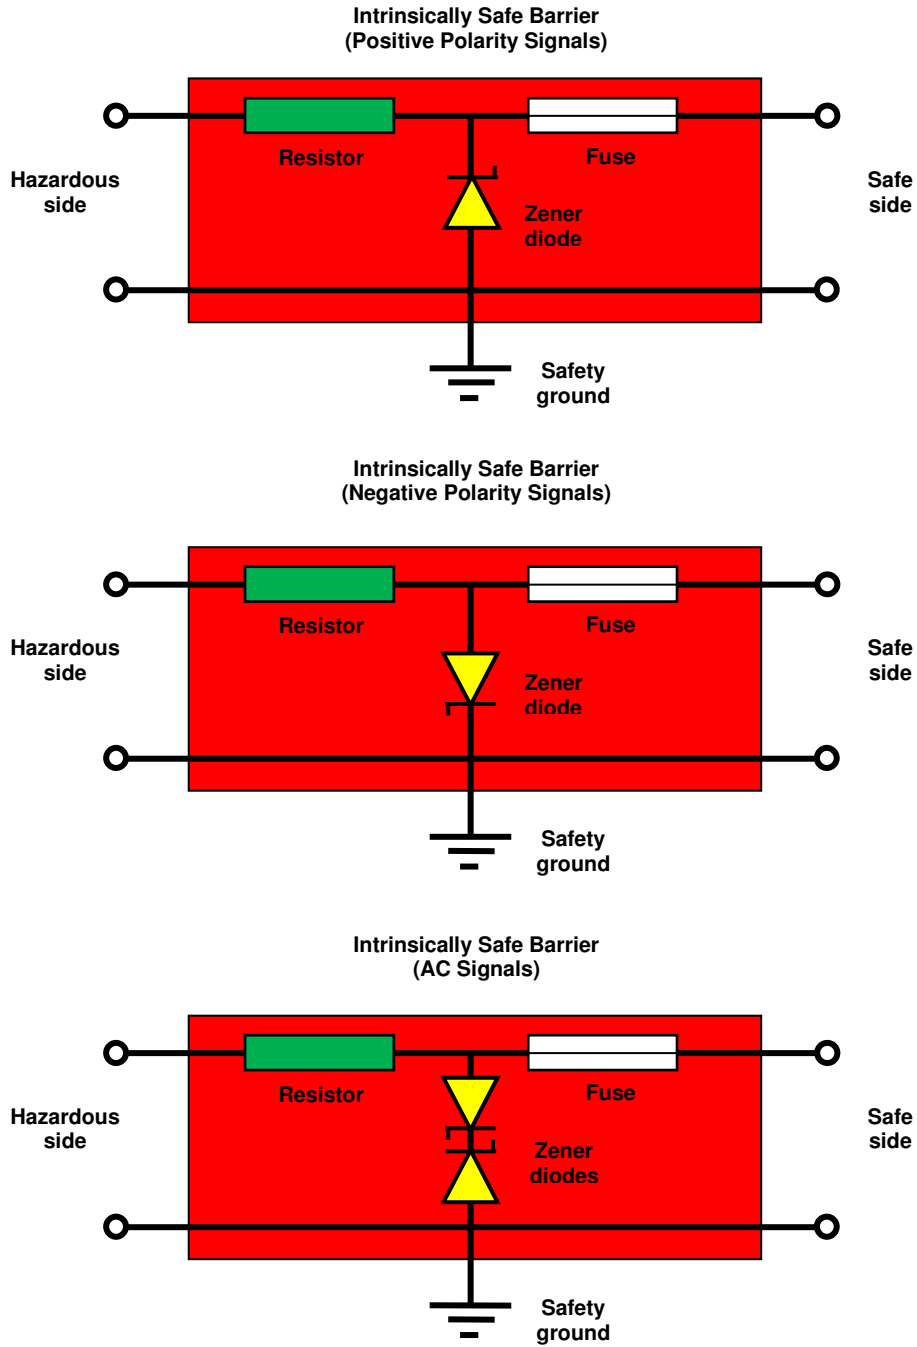 Intrinsically Safe Barrier
(Positive Polarity Signals)
Resistor
Fuse
Hazardous
side
Safe
side
Zener
diode
Safety
ground
Intrinsically Safe Barrier
(Negative Polarity Signals)
Resistor
Fuse
Hazardous
side
Safe
side
Zener
diode
Safety
ground
Intrinsically Safe Barrier
(AC Signals)
Resistor
Fuse
Hazardous
side
Safe
side
Zener
diodes
Safety
ground